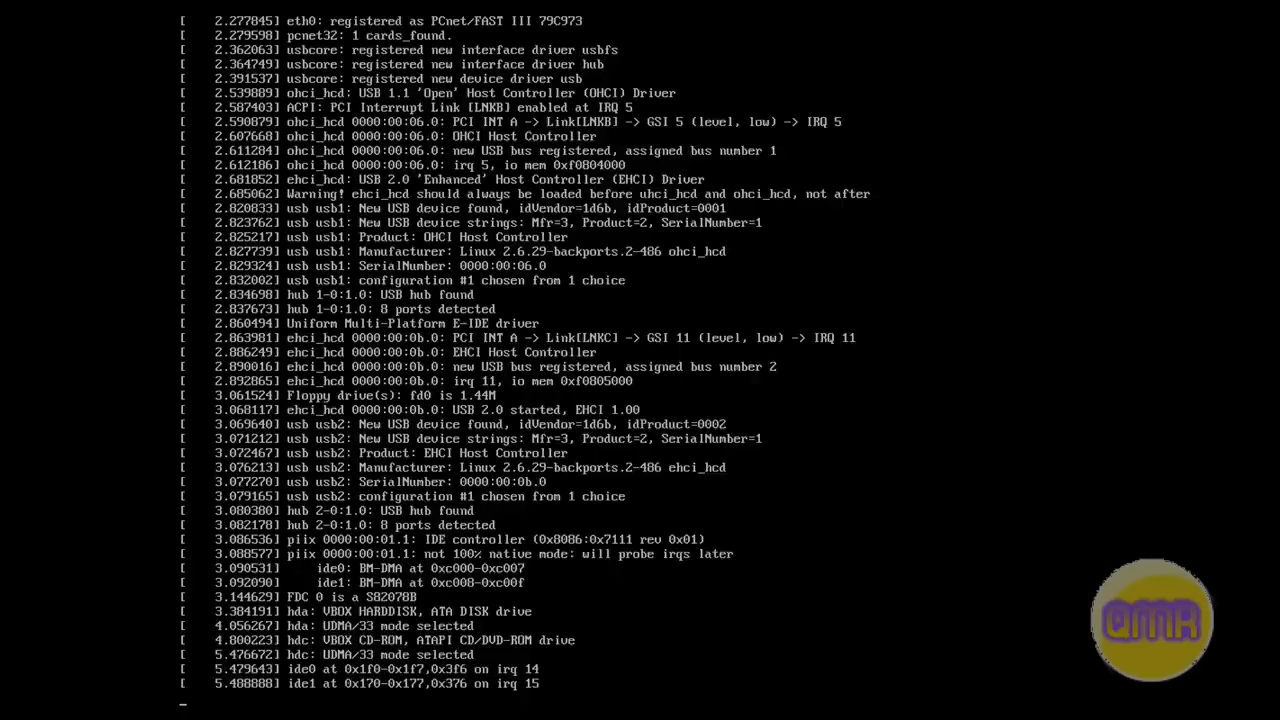 [    2.277845] eth0: registered as PCnet/FAST III 79C973
[    2.279598] pcnet32: 1 cards_found.
[    2.362063] usbcore: registered new interface driver usbfs
[    2.364749] usbcore: registered new interface driver hub
[    2.391537] usbcore: registered new device driver usb
[    2.539889] ohci_hcd: USB 1.1 'Open' Host Controller (OHCI) Driver
[    2.587403] ACPI: PCI Interrupt Link [LNKB] enabled at IRQ 5
[    2.590879] ohci_hcd 0000:00:06.0: PCI INT A -> Link[LNKB] -> GSI 5 (level, low) -> IRQ 5
[    2.607668] ohci_hcd 0000:00:06.0: OHCI Host Controller
[    2.611284] ohci_hcd 0000:00:06.0: new USB bus registered, assigned bus number 1
[    2.612186] ohci_hcd 0000:00:06.0: irq 5, io mem 0xf0804000
[    2.681852] ehci_hcd: USB 2.0 'Enhanced' Host Controller (EHCI) Driver
[    2.685062] Warning! ehci_hcd should always be loaded before uhci_hcd and ohci_hcd, not after
[    2.820833] usb usb1: New USB device found, idVendor=1d6b, idProduct=0001
[    2.823762] usb usb1: New USB device strings: Mfr=3, Product=2, SerialNumber=1
[    2.825217] usb usb1: Product: OHCI Host Controller
[    2.827739] usb usb1: Manufacturer: Linux 2.6.29-backports.2-486 ohci_hcd
[    2.829324] usb usb1: SerialNumber: 0000:00:06.0
[    2.832002] usb usb1: configuration #1 chosen from 1 choice
[    2.834698] hub 1-0:1.0: USB hub found
[    2.837673] hub 1-0:1.0: 8 ports detected
[    2.860494] Uniform Multi-Platform E-IDE driver
[    2.863981] ehci_hcd 0000:00:0b.0: PCI INT A -> Link[LNKC] -> GSI 11 (level, low) -> IRQ 11
[    2.886249] ehci_hcd 0000:00:0b.0: EHCI Host Controller
[    2.890016] ehci_hcd 0000:00:0b.0: new USB bus registered, assigned bus number 2
[    2.892865] ehci_hcd 0000:00:0b.0: irq 11, io mem 0xf0805000
[    3.061524] Floppy drive(s): fd0 is 1.44M
[    3.068117] ehci_hcd 0000:00:0b.0: USB 2.0 started, EHCI 1.00
[    3.069640] usb usb2: New USB device found, idVendor=1d6b, idProduct=0002
[    3.071212] usb usb2: New USB device strings: Mfr=3, Product=2, SerialNumber=1
[    3.072467] usb usb2: Product: EHCI Host Controller
[    3.076213] usb usb2: Manufacturer: Linux 2.6.29-backports.2-486 ehci_hcd
[    3.077270] usb usb2: SerialNumber: 0000:00:0b.0
[    3.079165] usb usb2: configuration #1 chosen from 1 choice
[    3.080380] hub 2-0:1.0: USB hub found
[    3.082178] hub 2-0:1.0: 8 ports detected
[    3.086536] piix 0000:00:01.1: IDE controller (0x8086:0x7111 rev 0x01)
[    3.088577] piix 0000:00:01.1: not 100% native mode: will probe irqs later
[    3.090531]     ide0: BM-DMA at 0xc000-0xc007
[    3.092090]     ide1: BM-DMA at 0xc008-0xc00f
[    3.144629] FDC 0 is a S82078B
[    3.384191] hda: VBOX HARDDISK, ATA DISK drive
[    4.056267] hda: UDMA/33 mode selected
[    4.800223] hdc: VBOX CD-ROM, ATAPI CD/DVD-ROM drive
[    5.476672] hdc: UDMA/33 mode selected
[    5.479643] ide0 at 0x1f0-0x1f7,0x3f6 on irq 14
[    5.488888] ide1 at 0x170-0x177,0x376 on irq 15
_
QMR